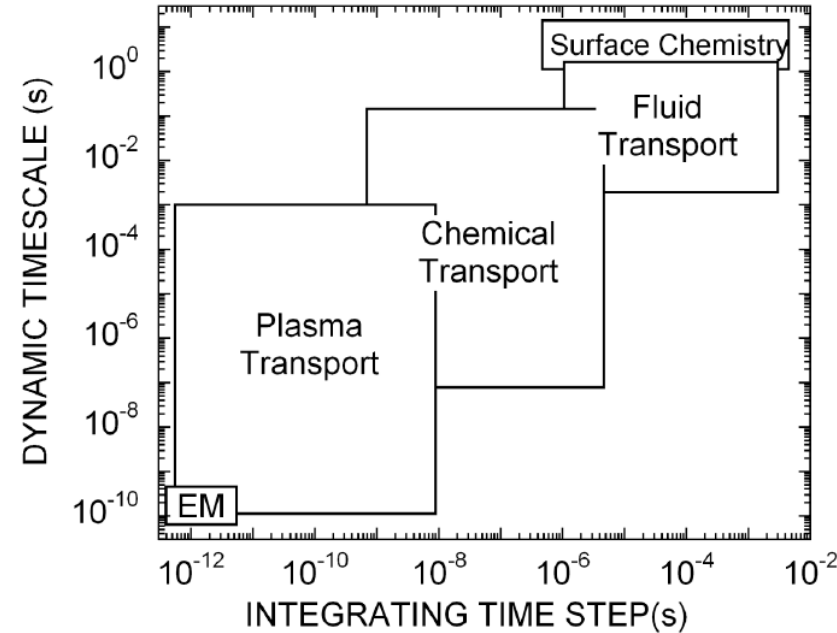 DYNAMIC TIMESCALE (s)
10^0
10^-2
10^-4
10^-6
10^-8
10^-10
Surface Chemistry
Fluid
Transport
Chemical
Transport
Plasma
Transport
EM
10^-12 10^-10 10^-8 10^-6 10^-4 10^-2
INTEGRATING TIME STEP(s)